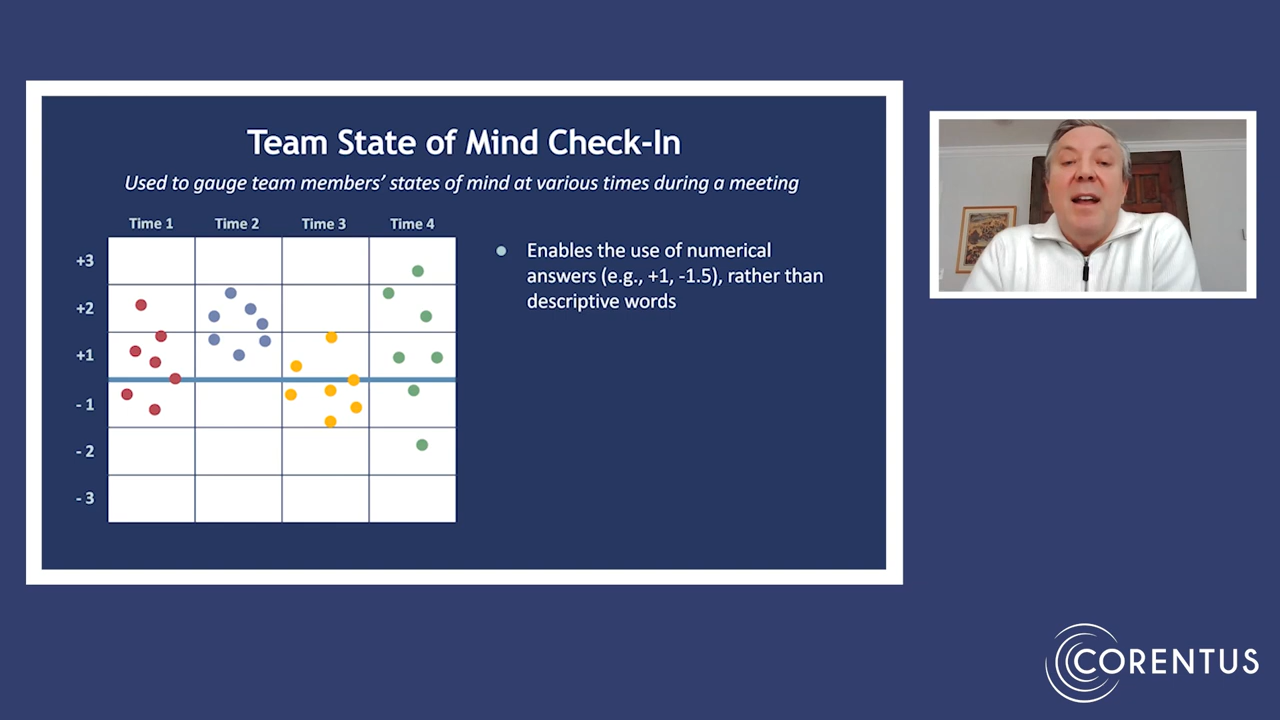 Team State of Mind Check-In
Used to gauge team members’ states of mind at various times during a meeting
Time 1 Time 2 Time 3 Time 4
+3
+2
+1
- 1
- 2
- 3
Enables the use of numerical
answers (e.g., +1, -1.5), rather than
descriptive words
CORENTUS